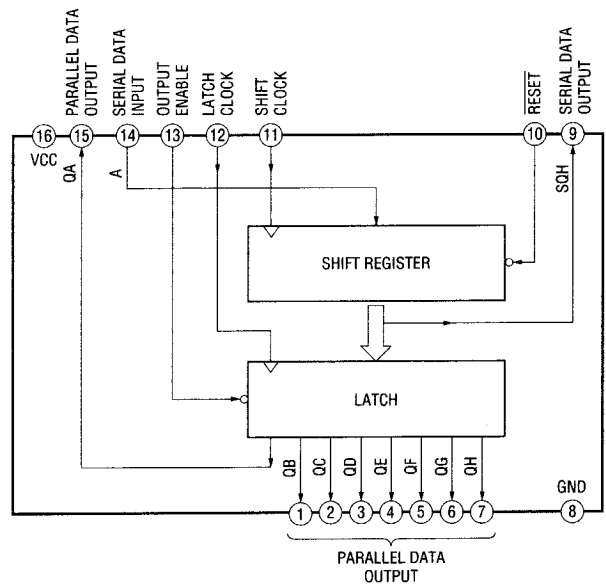 PARALLEL DATA
OUTPUT
SERIAL DATA
INPUT
OUTPUT
ENABLE
LATCH
CLOCK
SHIFT
CLOCK
RESET
SERIAL DATA
OUTPUT
16 15 14 13 12 11 10 9
VCC
QA
A
SQH
SHIFT REGISTER
LATCH
QB QC QD QE QF QG QH
GND
1 2 3 4 5 6 7 8
PARALLEL DATA
OUTPUT